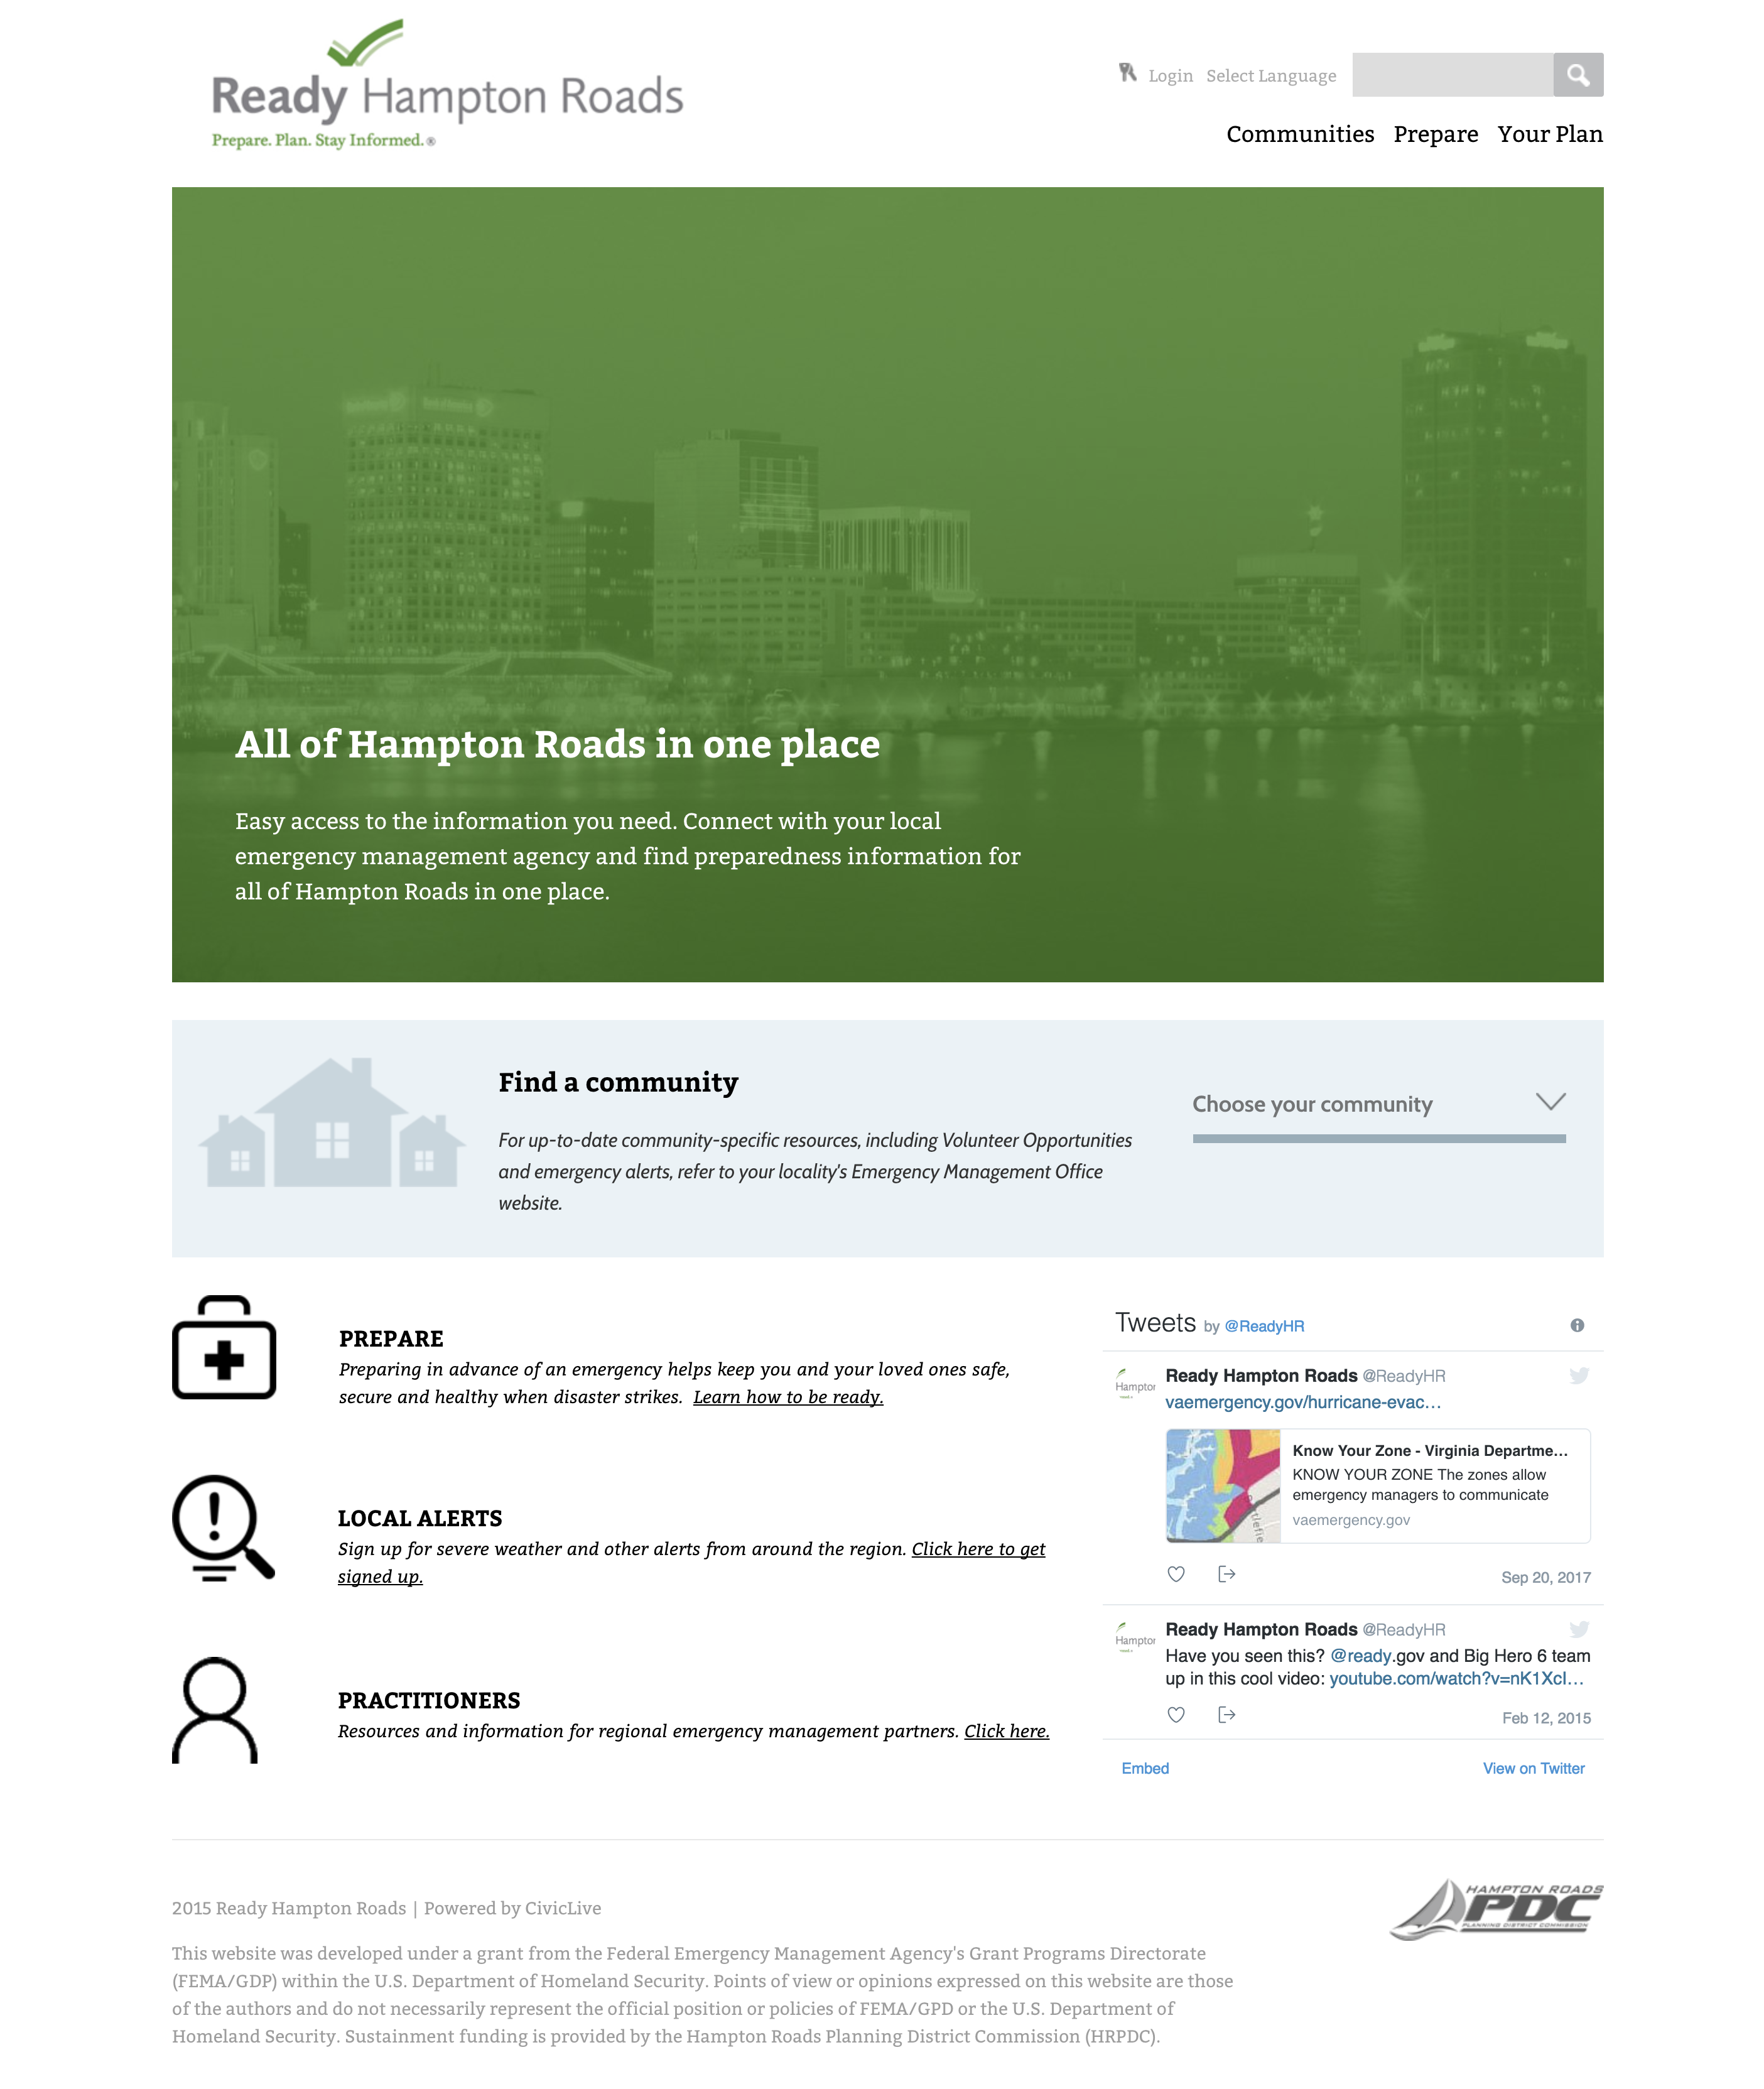 Ready Hampton Roads
Prepare. Plan. Stay Informed.®
Login Select Language
Communities Prepare Your Plan
All of Hampton Roads in one place
Easy access to the information you need. Connect with your local
emergency management agency and find preparedness information for
all of Hampton Roads in one place.
Find a community
For up-to-date community-specific resources, including Volunteer Opportunities
and emergency alerts, refer to your locality's Emergency Management Office
website.
Choose your community
PREPARE
Preparing in advance of an emergency helps keep you and your loved ones safe,
secure and healthy when disaster strikes. Learn how to be ready.
LOCAL ALERTS
Sign up for severe weather and other alerts from around the region. Click here to get
signed up.
PRACTITIONERS
Resources and information for regional emergency management partners. Click here.
Tweets by @ReadyHR
Ready Hampton Roads @ReadyHR
vaemergency.gov/hurricane-evac…
Know Your Zone - Virginia Departme…
KNOW YOUR ZONE The zones allow
emergency managers to communicate
vaemergency.gov
Sep 20, 2017
Ready Hampton Roads @ReadyHR
Have you seen this? @ready.gov and Big Hero 6 team
up in this cool video: youtube.com/watch?v=nK1XcI…
Feb 12, 2015
Embed View on Twitter
2015 Ready Hampton Roads | Powered by CivicLive
HAMPTON ROADS
PDC
PLANNING DISTRICT COMMISSION
This website was developed under a grant from the Federal Emergency Management Agency's Grant Programs Directorate
(FEMA/GDP) within the U.S. Department of Homeland Security. Points of view or opinions expressed on this website are those
of the authors and do not necessarily represent the official position or policies of FEMA/GPD or the U.S. Department of
Homeland Security. Sustainment funding is provided by the Hampton Roads Planning District Commission (HRPDC).